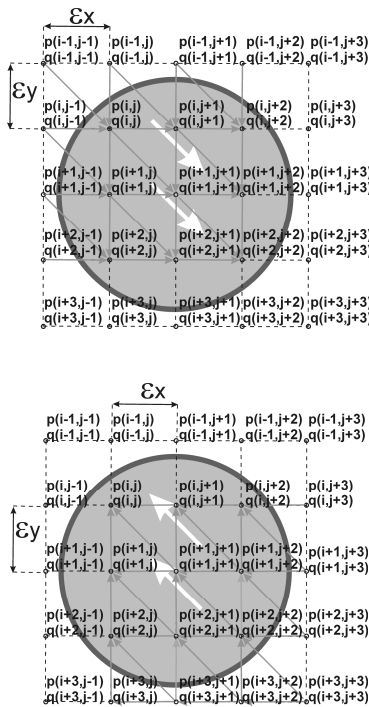 εx
p(i-1,j-1) p(i-1,j) p(i-1,j+1) p(i-1,j+2) p(i-1,j+3)
q(i-1,j-1) q(i-1,j) q(i-1,j+1) q(i-1,j+2) q(i-1,j+3)
εy
p(i,j-1) p(i,j) p(i,j+1) p(i,j+2) p(i,j+3)
q(i,j-1) q(i,j) q(i,j+1) q(i,j+2) q(i,j+3)
p(i+1,j-1) p(i+1,j) p(i+1,j+1) p(i+1,j+2) p(i+1,j+3)
q(i+1,j-1) q(i+1,j) q(i+1,j+1) q(i+1,j+2) q(i+1,j+3)
p(i+2,j-1) p(i+2,j) p(i+2,j+1) p(i+2,j+2) p(i+2,j+3)
q(i+2,j-1) q(i+2,j) q(i+2,j+1) q(i+2,j+2) q(i+2,j+3)
p(i+3,j-1) p(i+3,j) p(i+3,j+1) p(i+3,j+2) p(i+3,j+3)
q(i+3,j-1) q(i+3,j) q(i+3,j+1) q(i+3,j+2) q(i+3,j+3)
εx
p(i-1,j-1) p(i-1,j) p(i-1,j+1) p(i-1,j+2) p(i-1,j+3)
q(i-1,j-1) q(i-1,j) q(i-1,j+1) q(i-1,j+2) q(i-1,j+3)
p(i,j-1) p(i,j) p(i,j+1) p(i,j+2) p(i,j+3)
q(i,j-1) q(i,j) q(i,j+1) q(i,j+2) q(i,j+3)
εy
p(i+1,j-1) p(i+1,j) p(i+1,j+1) p(i+1,j+2) p(i+1,j+3)
q(i+1,j-1) q(i+1,j) q(i+1,j+1) q(i+1,j+2) q(i+1,j+3)
p(i+2,j-1) p(i+2,j) p(i+2,j+1) p(i+2,j+2) p(i+2,j+3)
q(i+2,j-1) q(i+2,j) q(i+2,j+1) q(i+2,j+2) q(i+2,j+3)
p(i+3,j-1) p(i+3,j) p(i+3,j+1) p(i+3,j+2) p(i+3,j+3)
q(i+3,j-1) q(i+3,j) q(i+3,j+1) q(i+3,j+2) q(i+3,j+3)